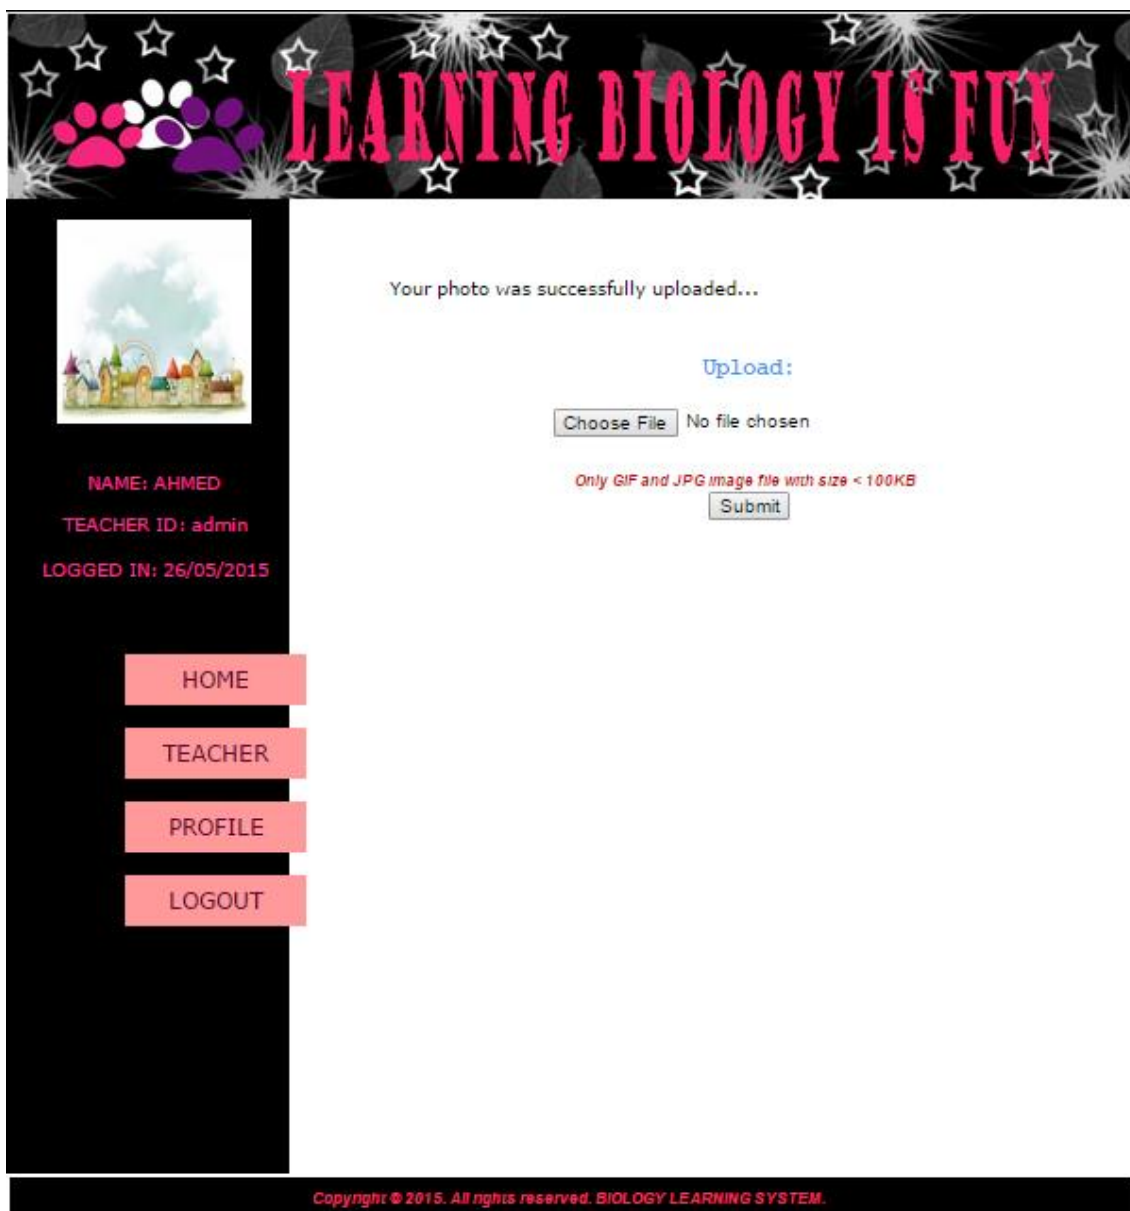 LEARNING BIOLOGY IS FUN
Your photo was successfully uploaded...
Upload:
Choose File No file chosen
Only GIF and JPG image file with size < 100KB
Submit
NAME: AHMED
TEACHER ID: admin
LOGGED IN: 26/05/2015
HOME
TEACHER
PROFILE
LOGOUT
Copyright © 2015. All rights reserved. BIOLOGY LEARNING SYSTEM.